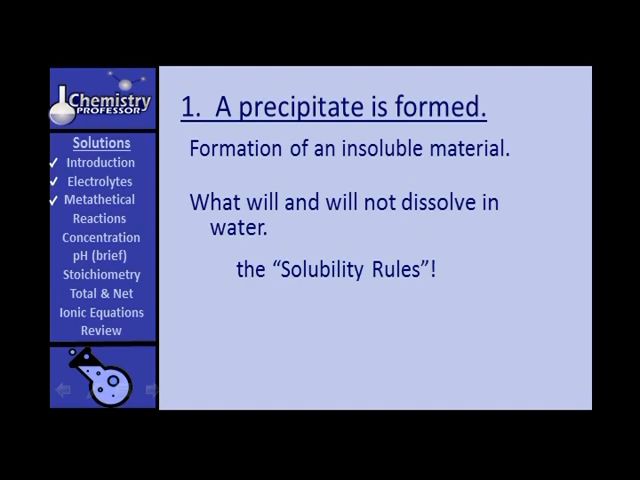 Chemistry
PROFESSOR
Solutions
Introduction
Electrolytes
Metathetical
Reactions
Concentration
pH (brief)
Stoichiometry
Total & Net
Ionic Equations
Review
1. A precipitate is formed.
Formation of an insoluble material.
What will and will not dissolve in
water.
the “Solubility Rules”!